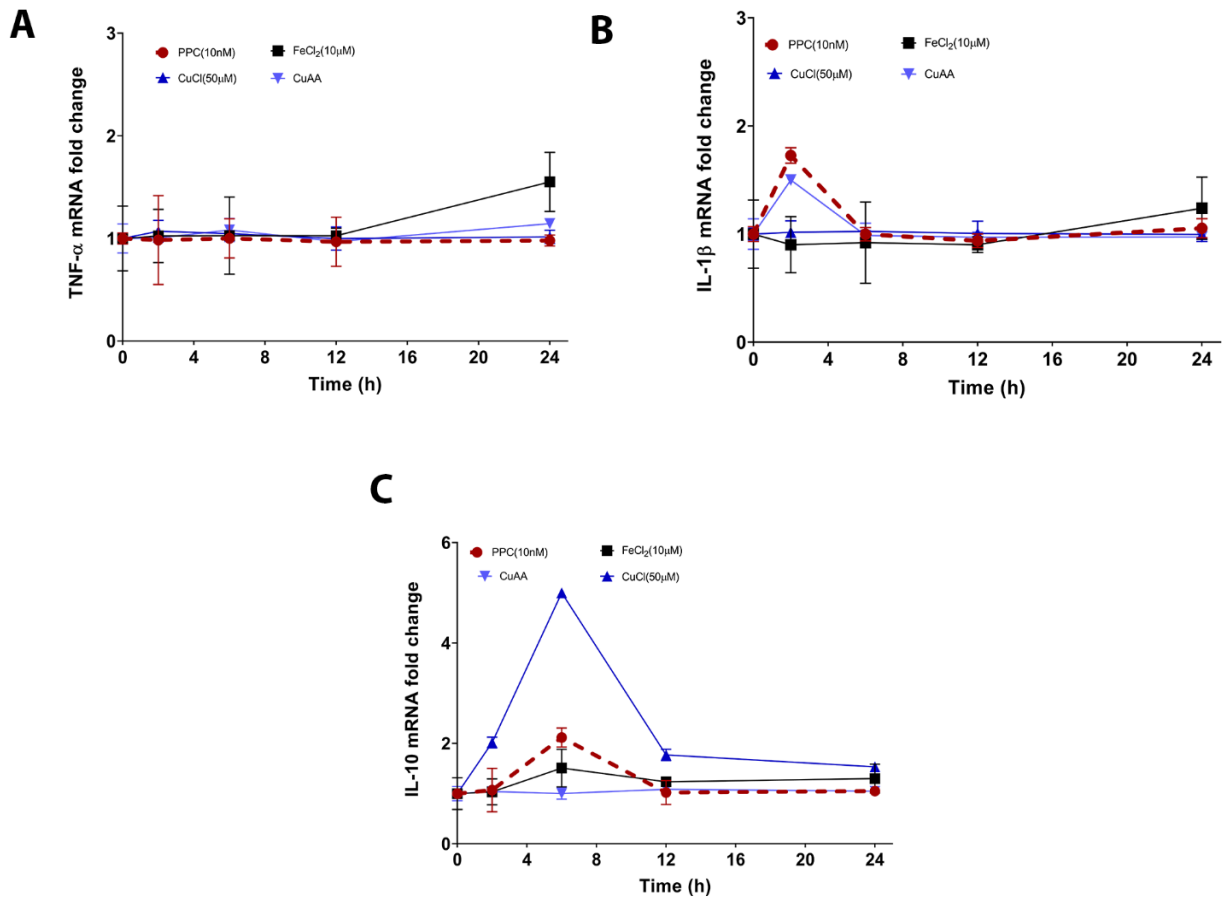 A
TNF-α mRNA fold change
3
2
1
0
PPC(10nM)
FeCl₂(10μM)
CuCl(50μM)
CuAA
0 4 8 12 16 20 24
Time (h)
B
IL-1β mRNA fold change
3
2
1
0
PPC(10nM)
FeCl₂(10μM)
CuCl(50μM)
CuAA
0 4 8 12 16 20 24
Time (h)
C
IL-10 mRNA fold change
6
4
2
0
PPC(10nM)
FeCl₂(10μM)
CuAA
CuCl(50μM)
0 4 8 12 16 20 24
Time (h)